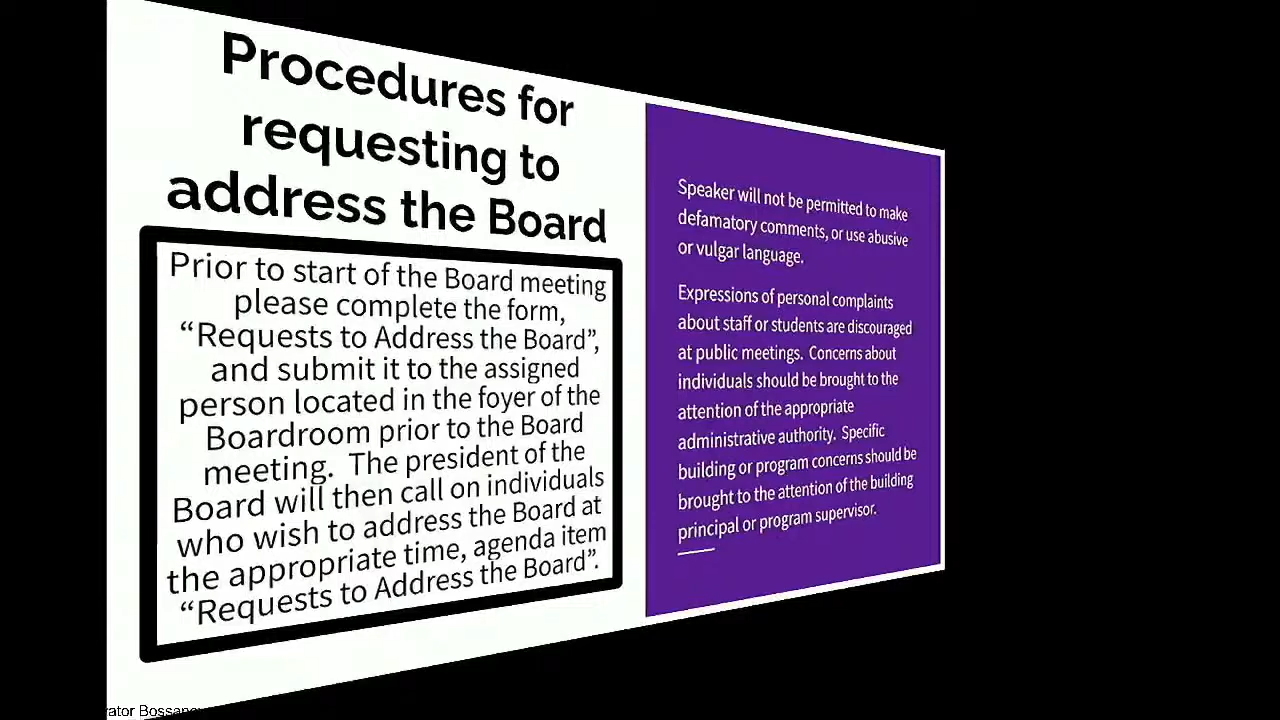 Procedures for
requesting to
address the Board
Prior to start of the Board meeting
please complete the form,
“Requests to Address the Board”,
and submit it to the assigned
person located in the foyer of the
Boardroom prior to the Board
meeting.  The president of the
Board will then call on individuals
who wish to address the Board at
the appropriate time, agenda item
“Requests to Address the Board”.
Speaker will not be permitted to make
defamatory comments, or use abusive
or vulgar language.
Expressions of personal complaints
about staff or students are discouraged
at public meetings.  Concerns about
individuals should be brought to the
attention of the appropriate
administrative authority.  Specific
building or program concerns should be
brought to the attention of the building
principal or program supervisor.